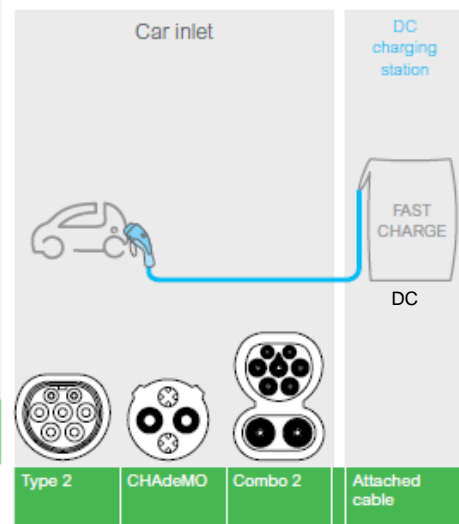 Car inlet
DC
charging
station
FAST
CHARGE
DC
Type 2
CHAdeMO
Combo 2
Attached
cable